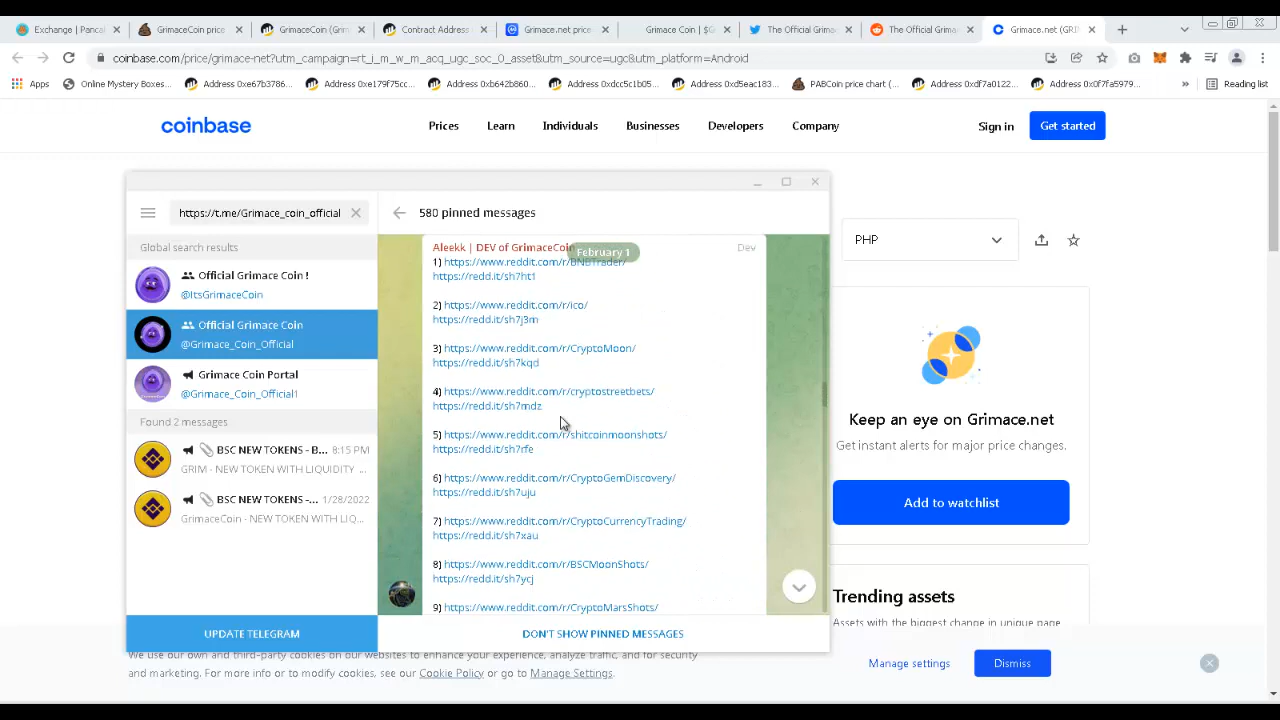 Exchange | Panca
GrimaceCoin price
GrimaceCoin (Grim
Contract Address
Grimace.net price
Grimace Coin | $G
The Official Grima
The Official Grima
Grimace.net (GRI
coinbase.com/price/grimace-net?utm_campaign=rt_i_m_w_m_acq_ugc_c_0_asset&utm_source=ugc&utm_platform=Android
Apps
Online Mystery Boxes...
Address 0xe67b3786...
Address 0xe179f75cc...
Address 0xb642b860...
Address 0xdcc5c1b05...
Address 0xd5eac183...
PABCoin price chart (...
Address 0xdf7a0122...
Address 0x0f7fa5979...
»
Reading list
coinbase
Prices
Learn
Individuals
Businesses
Developers
Company
Sign in
Get started
https://t.me/Grimace_coin_official
580 pinned messages
Global search results
Official Grimace Coin !
@ItsGrimaceCoin
Official Grimace Coin
@Grimace_Coin_Official
Grimace Coin Portal
@Grimace_Coin_Official1
Found 2 messages
BSC NEW TOKENS - B... 8:15 PM
GRIM - NEW TOKEN WITH LIQUIDITY ...
BSC NEW TOKENS -... 1/28/2022
GrimaceCoin - NEW TOKEN WITH LIQ...
UPDATE TELEGRAM
Aleekk | DEV of GrimaceCoin
Dev
February 1
1) https://www.reddit.com/r/BNBTrader/
https://redd.it/sh7ht1
2) https://www.reddit.com/r/ico/
https://redd.it/sh7j3m
3) https://www.reddit.com/r/CryptoMoon/
https://redd.it/sh7kqd
4) https://www.reddit.com/r/cryptostreetbets/
https://redd.it/sh7mdz
5) https://www.reddit.com/r/shitcoinmoonshots/
https://redd.it/sh7rfe
6) https://www.reddit.com/r/CryptoGemDiscovery/
https://redd.it/sh7uju
7) https://www.reddit.com/r/CryptoCurrencyTrading/
https://redd.it/sh7xau
8) https://www.reddit.com/r/BSCMoonShots/
https://redd.it/sh7ycj
9) https://www.reddit.com/r/CryptoMarsShots/
DON'T SHOW PINNED MESSAGES
PHP
Keep an eye on Grimace.net
Get instant alerts for major price changes.
Add to watchlist
Trending assets
Assets with the biggest change in unique page
We use our own and third-party cookies on our websites to enhance your experience, analyze traffic, and for security
and marketing. For more info or to modify cookies, see our Cookie Policy or go to Manage Settings.
Manage settings
Dismiss